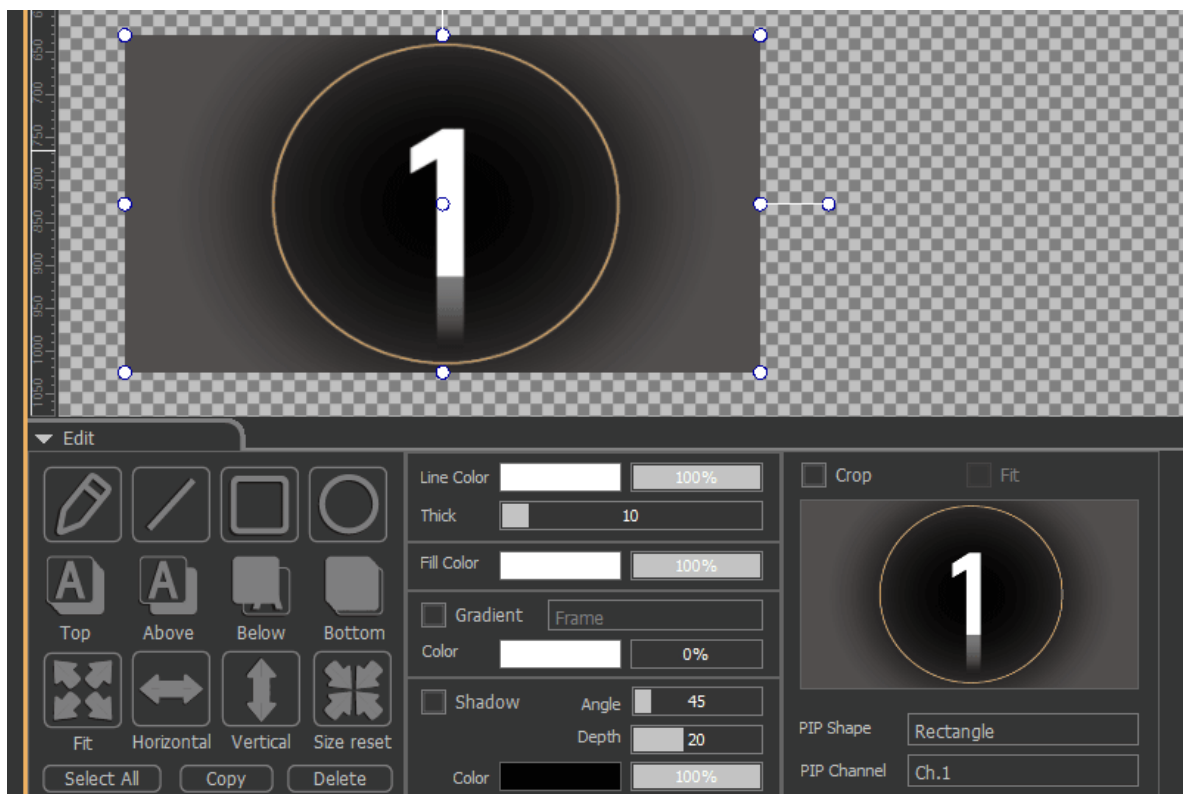 650
700
750
800
850
900
950
1000
1050
1
Edit
Top Above Below Bottom
Fit Horizontal Vertical Size reset
Select All Copy Delete
Line Color 100%
Thick 10
Fill Color 100%
Gradient Frame
Color 0%
Shadow Angle 45
Depth 20
Color 100%
Crop Fit
1
PIP Shape Rectangle
PIP Channel Ch.1